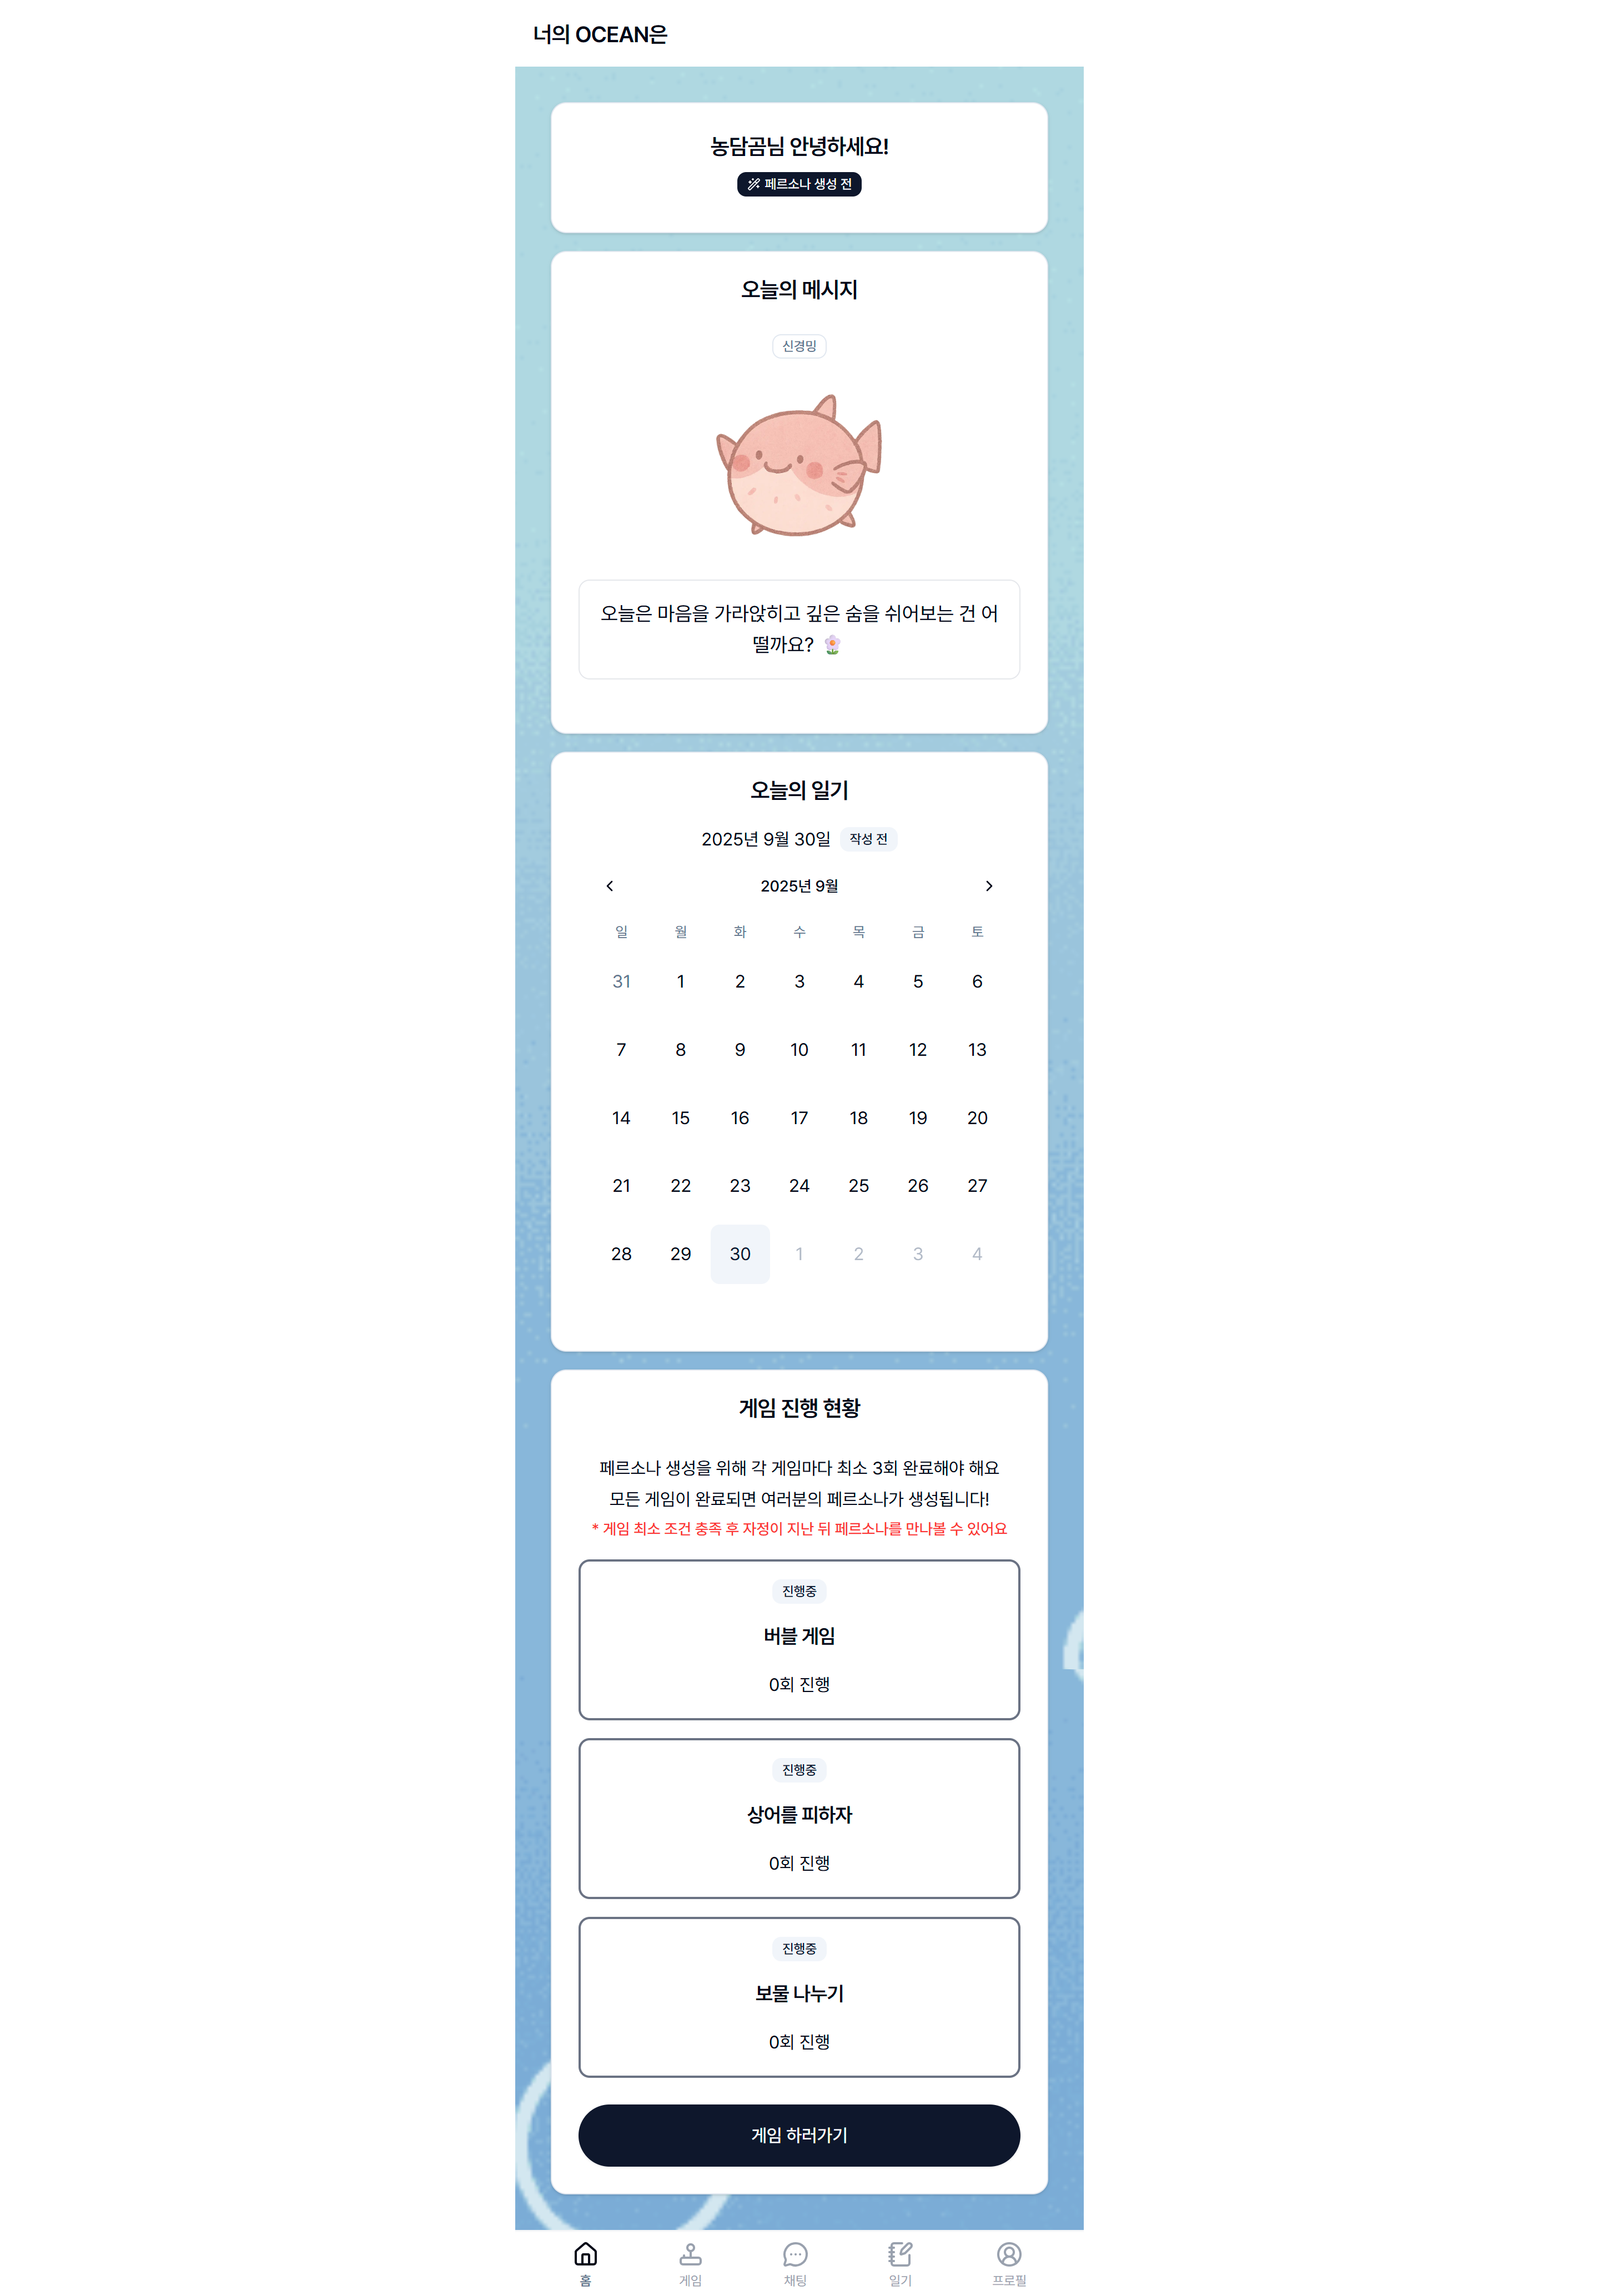 너의 OCEAN은
농담곰님 안녕하세요!
페르소나 생성 전
오늘의 메시지
신경밍
오늘은 마음을 가라앉히고 깊은 숨을 쉬어보는 건 어
떨까요? 🌸
오늘의 일기
2025년 9월 30일 작성 전
2025년 9월
일 월 화 수 목 금 토
31 1 2 3 4 5 6
7 8 9 10 11 12 13
14 15 16 17 18 19 20
21 22 23 24 25 26 27
28 29 30 1 2 3 4
게임 진행 현황
페르소나 생성을 위해 각 게임마다 최소 3회 완료해야 해요
모든 게임이 완료되면 여러분의 페르소나가 생성됩니다!
* 게임 최소 조건 충족 후 자정이 지난 뒤 페르소나를 만나볼 수 있어요
진행중
버블 게임
0회 진행
진행중
상어를 피하자
0회 진행
진행중
보물 나누기
0회 진행
게임 하러가기
홈 게임 채팅 일기 프로필